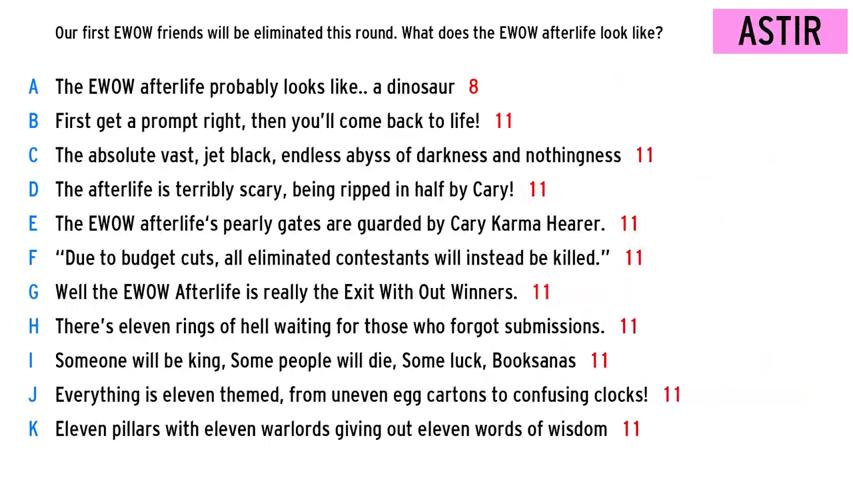 Our first EWOW friends will be eliminated this round. What does the EWOW afterlife look like?
ASTIR
A The EWOW afterlife probably looks like.. a dinosaur 8
B First get a prompt right, then you'll come back to life! 11
C The absolute vast, jet black, endless abyss of darkness and nothingness 11
D The afterlife is terribly scary, being ripped in half by Cary! 11
E The EWOW afterlife's pearly gates are guarded by Cary Karma Hearer. 11
F “Due to budget cuts, all eliminated contestants will instead be killed.” 11
G Well the EWOW Afterlife is really the Exit With Out Winners. 11
H There's eleven rings of hell waiting for those who forgot submissions. 11
I Someone will be king, Some people will die, Some luck, Booksanas 11
J Everything is eleven themed, from uneven egg cartons to confusing clocks! 11
K Eleven pillars with eleven warlords giving out eleven words of wisdom 11